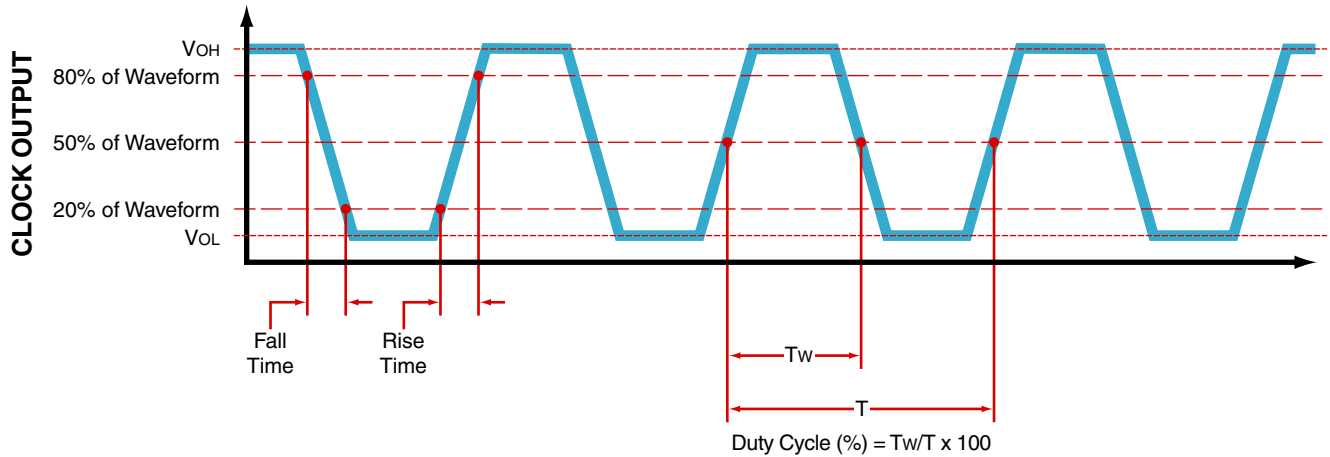 CLOCK OUTPUT
VOH
80% of Waveform
50% of Waveform
20% of Waveform
VOL
Fall
Time
Rise
Time
TW
T
Duty Cycle (%) = TW/T x 100